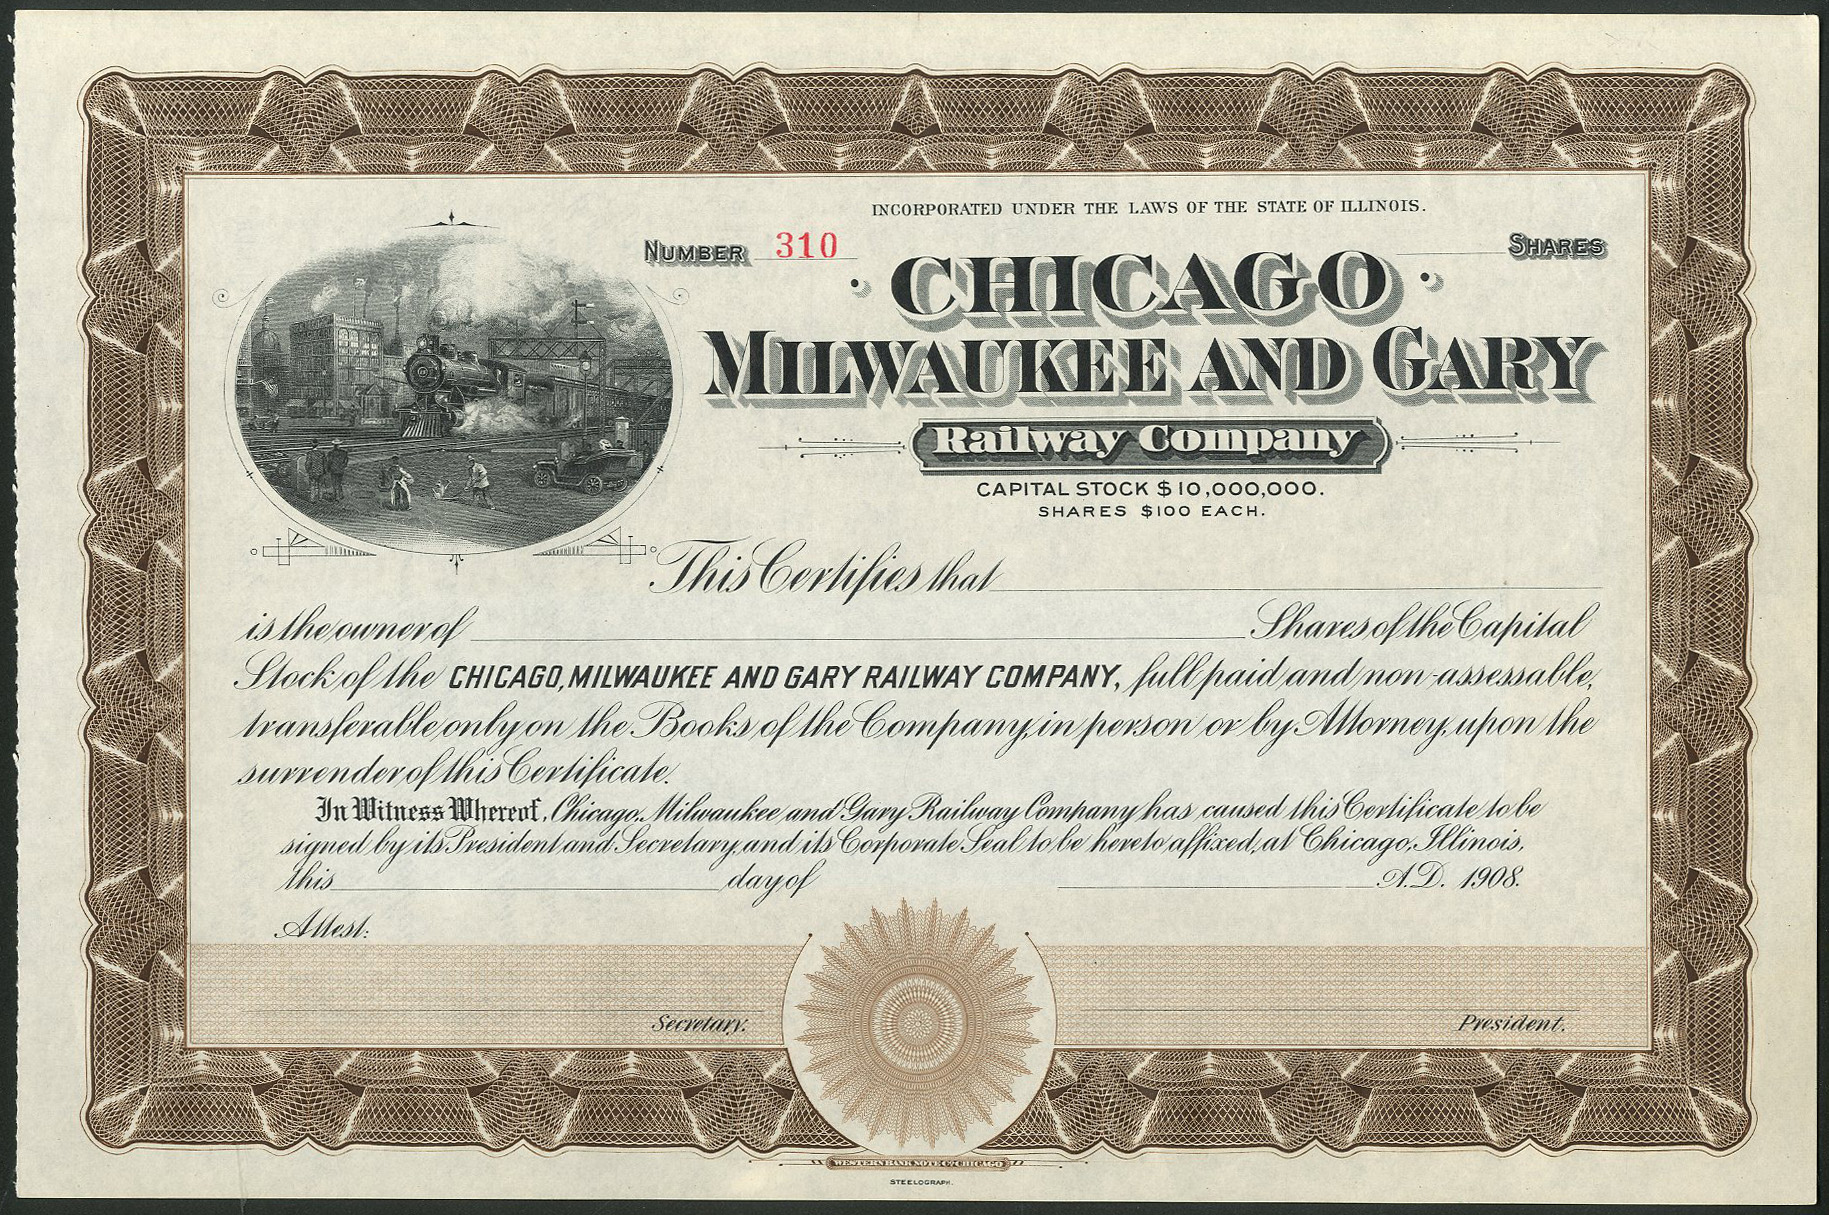 INCORPORATED UNDER THE LAWS OF THE STATE OF ILLINOIS.
NUMBER 310 SHARES
CHICAGO
MILWAUKEE AND GARY
Railway Company
CAPITAL STOCK $10,000,000.
SHARES $100 EACH.
This Certifies that
is the owner of Shares of the Capital
Stock of the CHICAGO, MILWAUKEE AND GARY RAILWAY COMPANY, full paid and non-assessable,
transferable only on the Books of the Company, in person or by Attorney, upon the
surrender of this Certificate.
In Witness Whereof, Chicago, Milwaukee and Gary Railway Company has caused this Certificate to be
signed by its President and Secretary, and its Corporate Seal to be hereto affixed, at Chicago, Illinois,
this day of A.D. 1908.
Attest:
Secretary. President.
WESTERN BANK NOTE CO. CHICAGO
STEELOGRAPH.